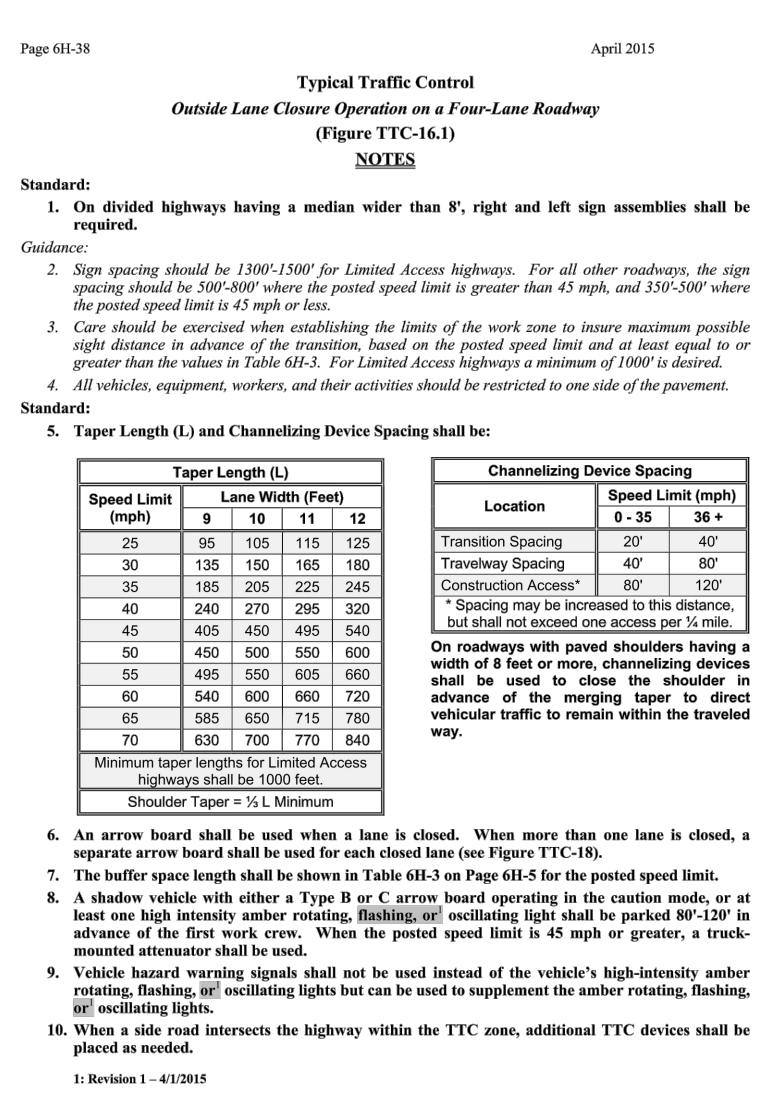 Page 6H-38 April 2015
Typical Traffic Control
Outside Lane Closure Operation on a Four-Lane Roadway
(Figure TTC-16.1)
NOTES
Standard:
1. On divided highways having a median wider than 8', right and left sign assemblies shall be
required.
Guidance:
2. Sign spacing should be 1300'-1500' for Limited Access highways. For all other roadways, the sign
spacing should be 500'-800' where the posted speed limit is greater than 45 mph, and 350'-500' where
the posted speed limit is 45 mph or less.
3. Care should be exercised when establishing the limits of the work zone to insure maximum possible
sight distance in advance of the transition, based on the posted speed limit and at least equal to or
greater than the values in Table 6H-3. For Limited Access highways a minimum of 1000' is desired.
4. All vehicles, equipment, workers, and their activities should be restricted to one side of the pavement.
Standard:
5. Taper Length (L) and Channelizing Device Spacing shall be:
Taper Length (L)
Speed Limit
(mph)
Lane Width (Feet)
9 10 11 12
25 95 105 115 125
30 135 150 165 180
35 185 205 225 245
40 240 270 295 320
45 405 450 495 540
50 450 500 550 600
55 495 550 605 660
60 540 600 660 720
65 585 650 715 780
70 630 700 770 840
Minimum taper lengths for Limited Access
highways shall be 1000 feet.
Shoulder Taper = ⅓ L Minimum
Channelizing Device Spacing
Location
Speed Limit (mph)
0 - 35 36 +
Transition Spacing 20' 40'
Travelway Spacing 40' 80'
Construction Access* 80' 120'
* Spacing may be increased to this distance,
but shall not exceed one access per ¼ mile.
On roadways with paved shoulders having a
width of 8 feet or more, channelizing devices
shall be used to close the shoulder in
advance of the merging taper to direct
vehicular traffic to remain within the traveled
way.
6. An arrow board shall be used when a lane is closed. When more than one lane is closed, a
separate arrow board shall be used for each closed lane (see Figure TTC-18).
7. The buffer space length shall be shown in Table 6H-3 on Page 6H-5 for the posted speed limit.
8. A shadow vehicle with either a Type B or C arrow board operating in the caution mode, or at
least one high intensity amber rotating, flashing, or¹ oscillating light shall be parked 80'-120' in
advance of the first work crew. When the posted speed limit is 45 mph or greater, a truck-
mounted attenuator shall be used.
9. Vehicle hazard warning signals shall not be used instead of the vehicle's high-intensity amber
rotating, flashing, or¹ oscillating lights but can be used to supplement the amber rotating, flashing,
or¹ oscillating lights.
10. When a side road intersects the highway within the TTC zone, additional TTC devices shall be
placed as needed.
1: Revision 1 – 4/1/2015